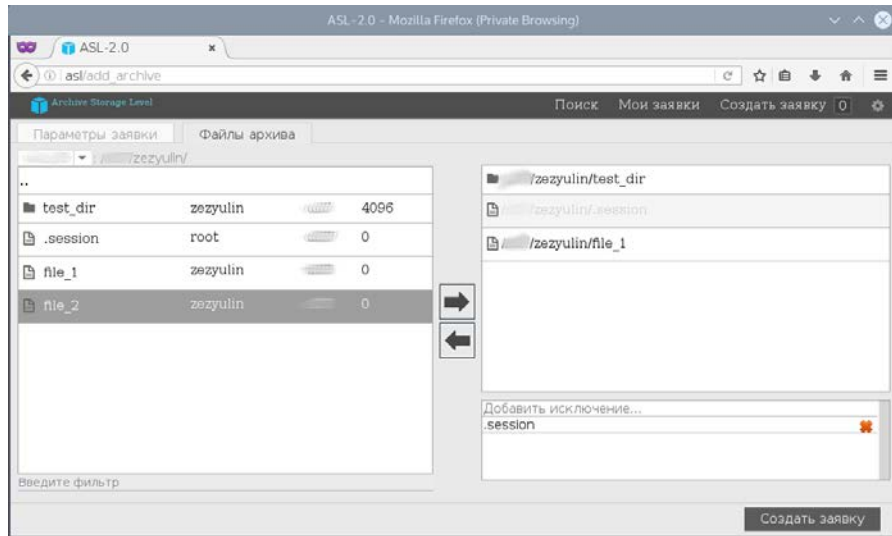 ASL-2.0 - Mozilla Firefox (Private Browsing)
ASL-2.0
asl/add_archive
Archive Storage Level
Поиск Мои заявки Создать заявку 0
Параметры заявки Файлы архива
/zezyulin/
..
test_dir zezyulin 4096
.session root 0
file_1 zezyulin 0
file_2 zezyulin 0
Введите фильтр
/zezyulin/test_dir
/zezyulin/.session
/zezyulin/file_1
Добавить исключение...
.session
Создать заявку